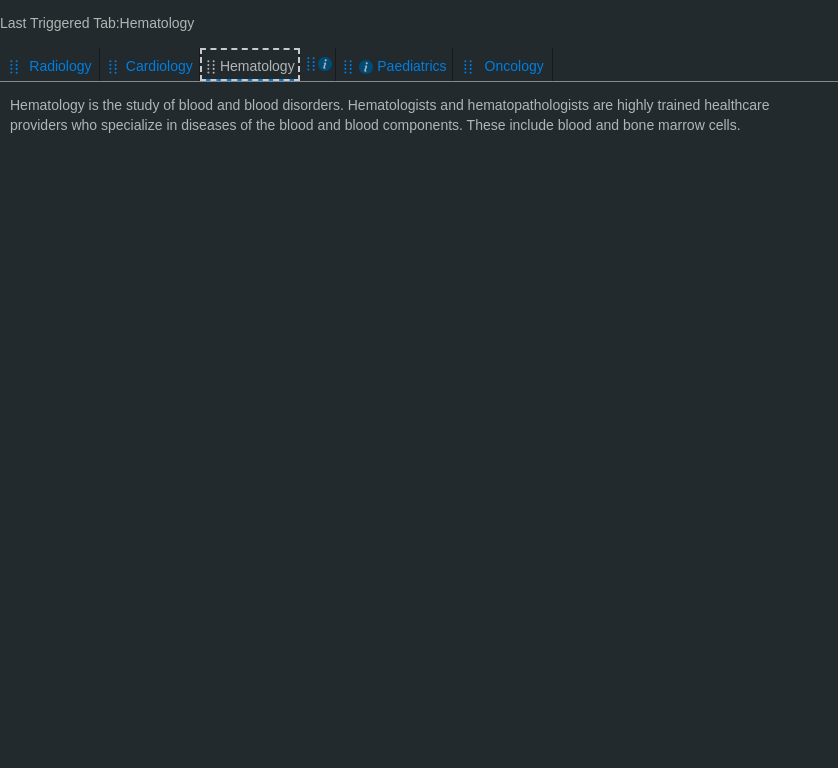 Last Triggered Tab:Hematology
Radiology Cardiology Hematology Paediatrics Oncology
Hematology is the study of blood and blood disorders. Hematologists and hematopathologists are highly trained healthcare
providers who specialize in diseases of the blood and blood components. These include blood and bone marrow cells.